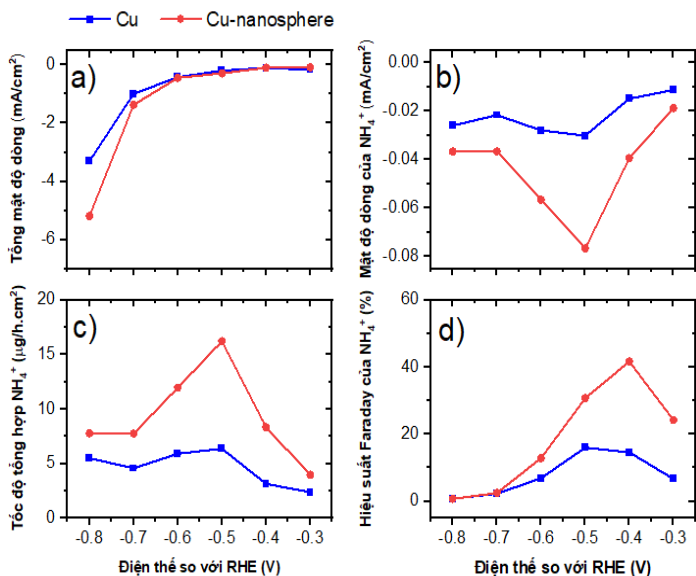 Cu Cu-nanosphere
a)
Tổng mật độ dòng (mA/cm²)
0
-2
-4
-6
b)
Mật độ dòng của NH₄⁺ (mA/cm²)
0.00
-0.02
-0.04
-0.06
-0.08
c)
Tốc độ tổng hợp NH₄⁺ (µg/h.cm²)
20
15
10
5
0
-0.8 -0.7 -0.6 -0.5 -0.4 -0.3
Điện thế so với RHE (V)
d)
Hiệu suất Faraday của NH₄⁺ (%)
60
40
20
0
-0.8 -0.7 -0.6 -0.5 -0.4 -0.3
Điện thế so với RHE (V)